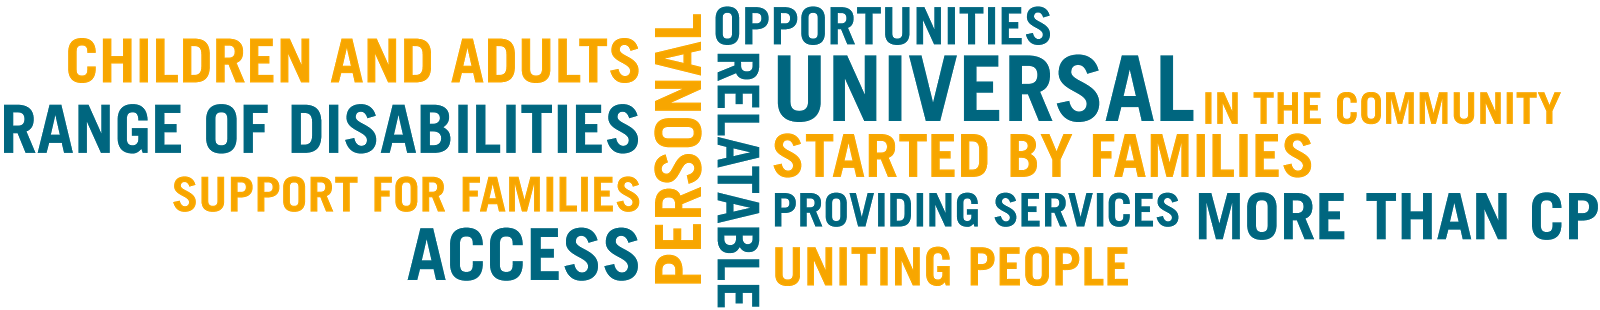 CHILDREN AND ADULTS
RANGE OF DISABILITIES
SUPPORT FOR FAMILIES
ACCESS
PERSONAL
RELATABLE
OPPORTUNITIES
UNIVERSAL
IN THE COMMUNITY
STARTED BY FAMILIES
PROVIDING SERVICES
MORE THAN CP
UNITING PEOPLE